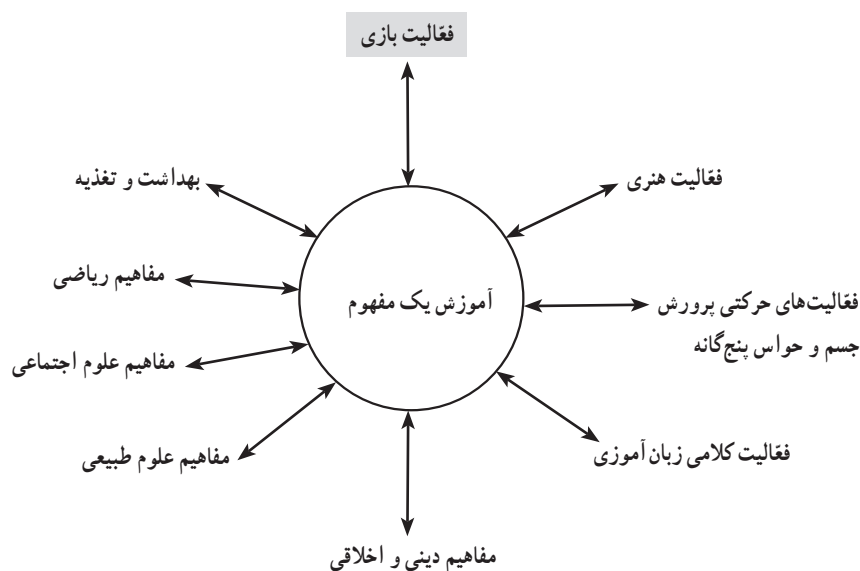 فعّالیت بازی
فعّالیت هنری
بهداشت و تغذیه
مفاهیم ریاضی
آموزش یک مفهوم
فعّالیت‌های حرکتی پرورش
جسم و حواس پنج‌گانه
مفاهیم علوم اجتماعی
فعّالیت کلامی زبان آموزی
مفاهیم علوم طبیعی
مفاهیم دینی و اخلاقی